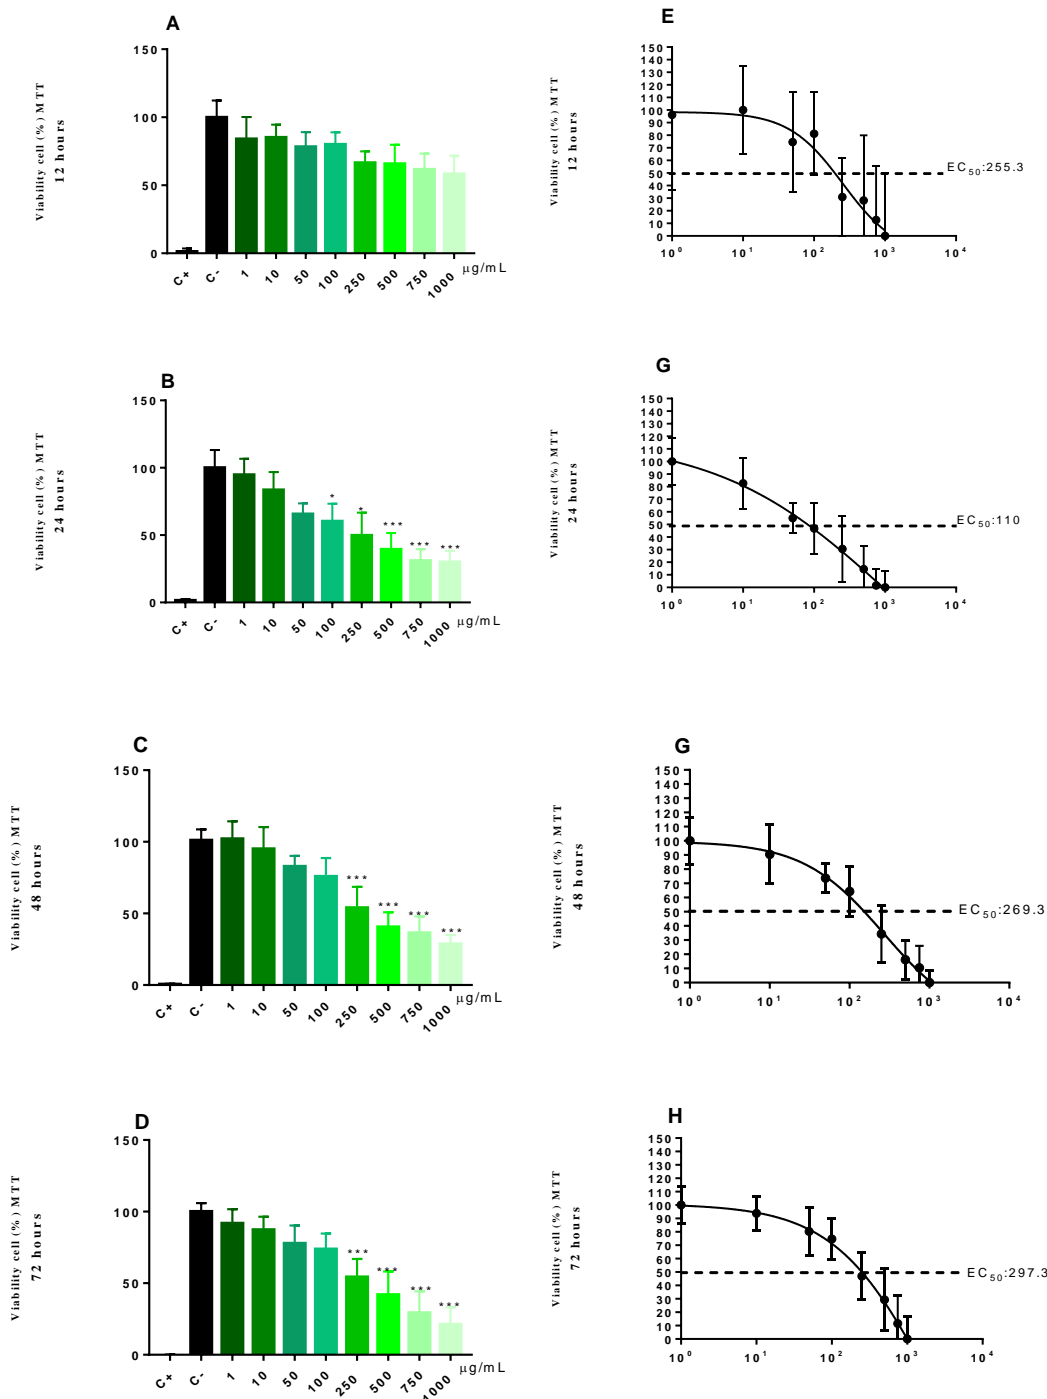 A
Viability cell (%) MTT
12 hours
150
100
50
0
C+ C- 1 10 50 100 250 500 750 1000 µg/mL
E
12 hours
Viability cell (%) MTT
150
140
130
120
110
100
90
80
70
60
50
40
30
20
10
0
10⁰ 10¹ 10² 10³ 10⁴
EC₅₀:255.3
B
Viability cell (%) MTT
24 hours
150
100
50
0
* * *** *** ***
C+ C- 1 10 50 100 250 500 750 1000 µg/mL
G
Viability cell (%) MTT
24 hours
150
140
130
120
110
100
90
80
70
60
50
40
30
20
10
0
10⁰ 10¹ 10² 10³ 10⁴
EC₅₀:110
C
Viability cell (%) MTT
48 hours
150
100
50
0
*** *** *** ***
C+ C- 1 10 50 100 250 500 750 1000 µg/mL
G
Viability cell (%) MTT
48 hours
150
140
130
120
110
100
90
80
70
60
50
40
30
20
10
0
10⁰ 10¹ 10² 10³ 10⁴
EC₅₀:269.3
D
Viability cell (%) MTT
72 hours
150
100
50
0
*** *** *** ***
C+ C- 1 10 50 100 250 500 750 1000 µg/mL
H
Viability cell (%) MTT
72 hours
150
140
130
120
110
100
90
80
70
60
50
40
30
20
10
0
10⁰ 10¹ 10² 10³ 10⁴
EC₅₀:297.3